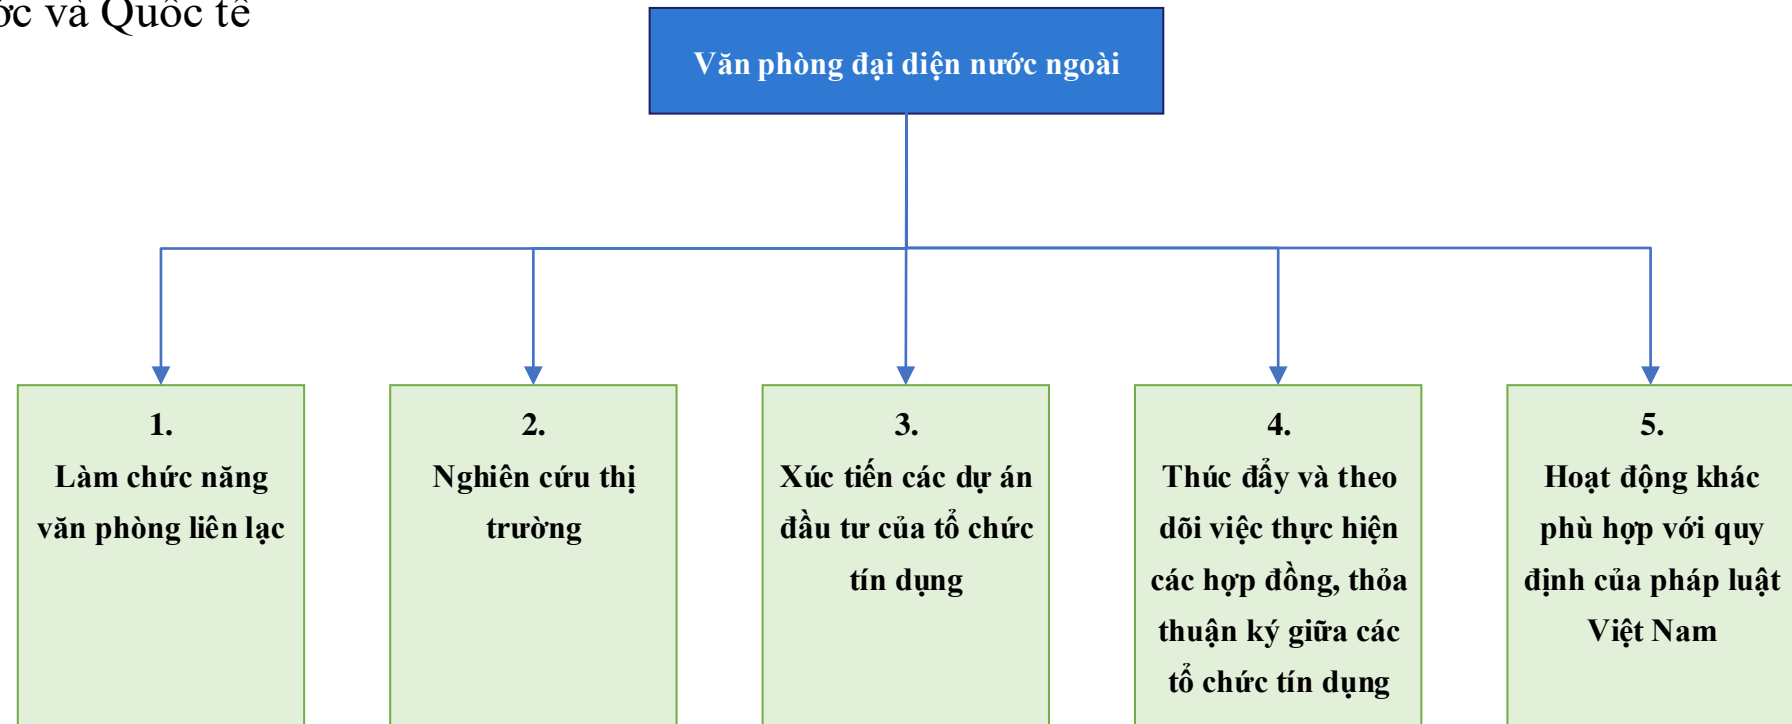 và Quốc tế
Văn phòng đại diện nước ngoài
1.
Làm chức năng
văn phòng liên lạc
2.
Nghiên cứu thị
trường
3.
Xúc tiến các dự án
đầu tư của tổ chức
tín dụng
4.
Thúc đẩy và theo
dõi việc thực hiện
các hợp đồng, thỏa
thuận ký giữa các
tổ chức tín dụng
5.
Hoạt động khác
phù hợp với quy
định của pháp luật
Việt Nam